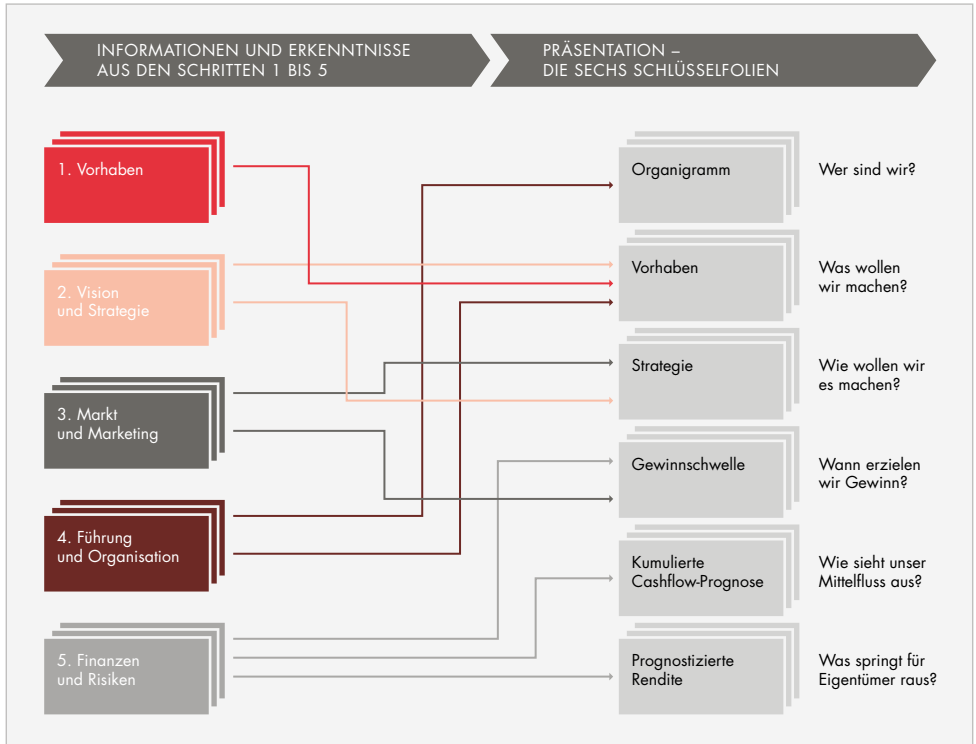 INFORMATIONEN UND ERKENNTNISSE
AUS DEN SCHRITTEN 1 BIS 5
PRÄSENTATION –
DIE SECHS SCHLÜSSELFOLIEN
1. Vorhaben
2. Vision
und Strategie
3. Markt
und Marketing
4. Führung
und Organisation
5. Finanzen
und Risiken
Organigramm
Wer sind wir?
Vorhaben
Was wollen
wir machen?
Strategie
Wie wollen wir
es machen?
Gewinnschwelle
Wann erzielen
wir Gewinn?
Kumulierte
Cashflow-Prognose
Wie sieht unser
Mittelfluss aus?
Prognostizierte
Rendite
Was springt für
Eigentümer raus?